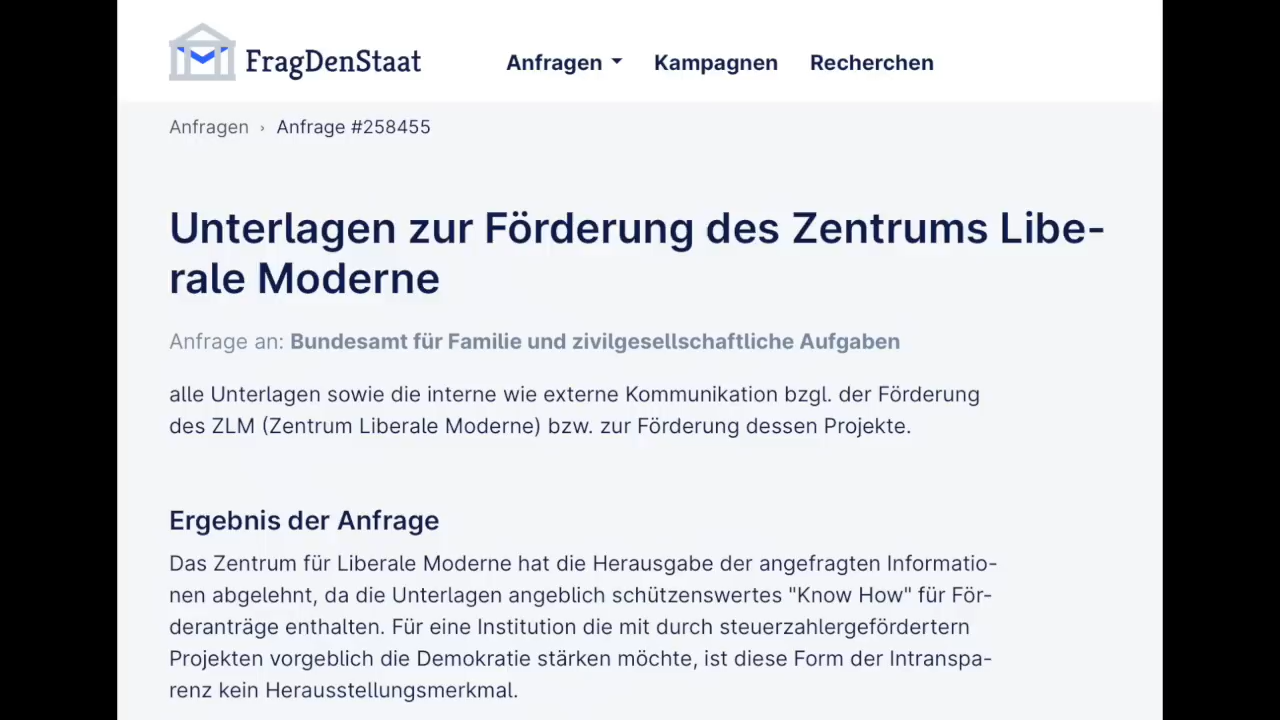 FragDenStaat
Anfragen Kampagnen Recherchen
Anfragen › Anfrage #258455
Unterlagen zur Förderung des Zentrums Libe-
rale Moderne
Anfrage an: Bundesamt für Familie und zivilgesellschaftliche Aufgaben
alle Unterlagen sowie die interne wie externe Kommunikation bzgl. der Förderung
des ZLM (Zentrum Liberale Moderne) bzw. zur Förderung dessen Projekte.
Ergebnis der Anfrage
Das Zentrum für Liberale Moderne hat die Herausgabe der angefragten Informatio-
nen abgelehnt, da die Unterlagen angeblich schützenswertes "Know How" für För-
deranträge enthalten. Für eine Institution die mit durch steuerzahlergefördertern
Projekten vorgeblich die Demokratie stärken möchte, ist diese Form der Intranspa-
renz kein Herausstellungsmerkmal.